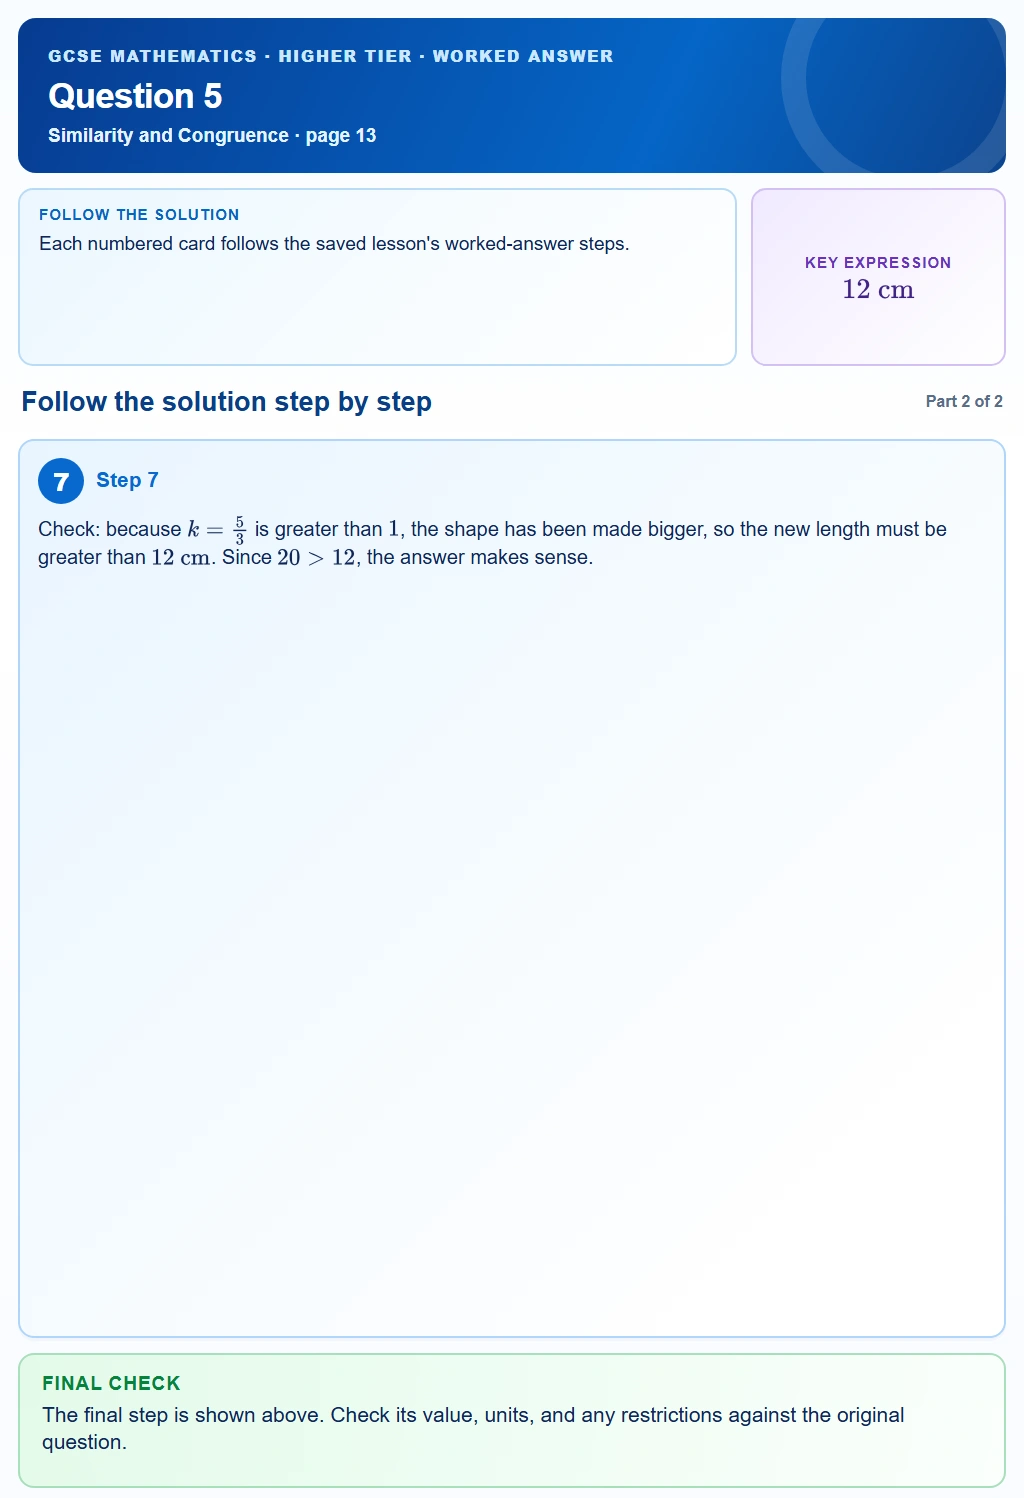 GCSE MATHEMATICS · HIGHER TIER · WORKED ANSWER
Question 5
Similarity and Congruence · page 13
FOLLOW THE SOLUTION
Each numbered card follows the saved lesson's worked-answer steps.
KEY EXPRESSION
12 cm
Follow the solution step by step
Part 2 of 2
7 Step 7
Check: because k = 5/3 is greater than 1, the shape has been made bigger, so the new length must be
greater than 12 cm. Since 20 > 12, the answer makes sense.
FINAL CHECK
The final step is shown above. Check its value, units, and any restrictions against the original
question.